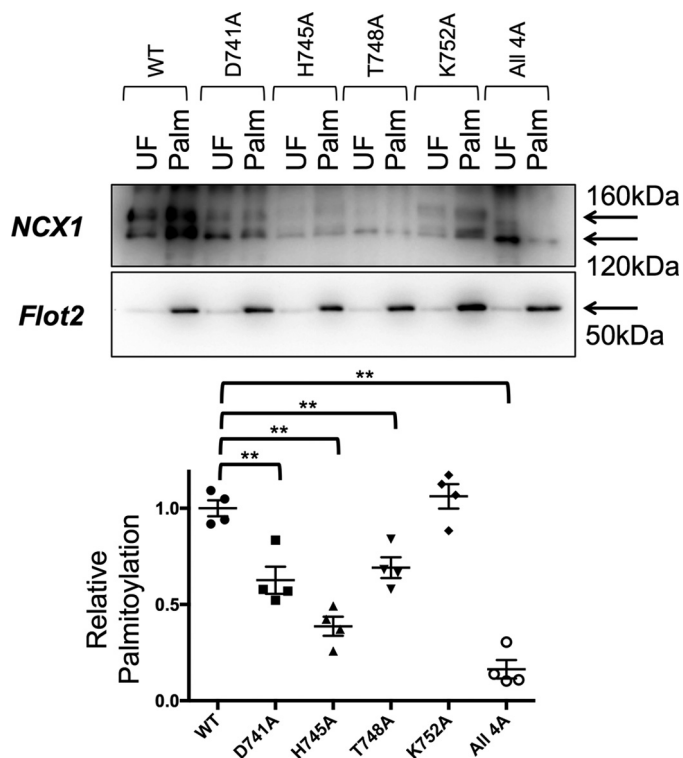 WT D741A H745A T748A K752A All 4A
UF Palm UF Palm UF Palm UF Palm UF Palm UF Palm
NCX1
160kDa
120kDa
Flot2
50kDa
**
**
**
**
Relative
Palmitoylation
1.0
0.5
0.0
WT D741A H745A T748A K752A All 4A